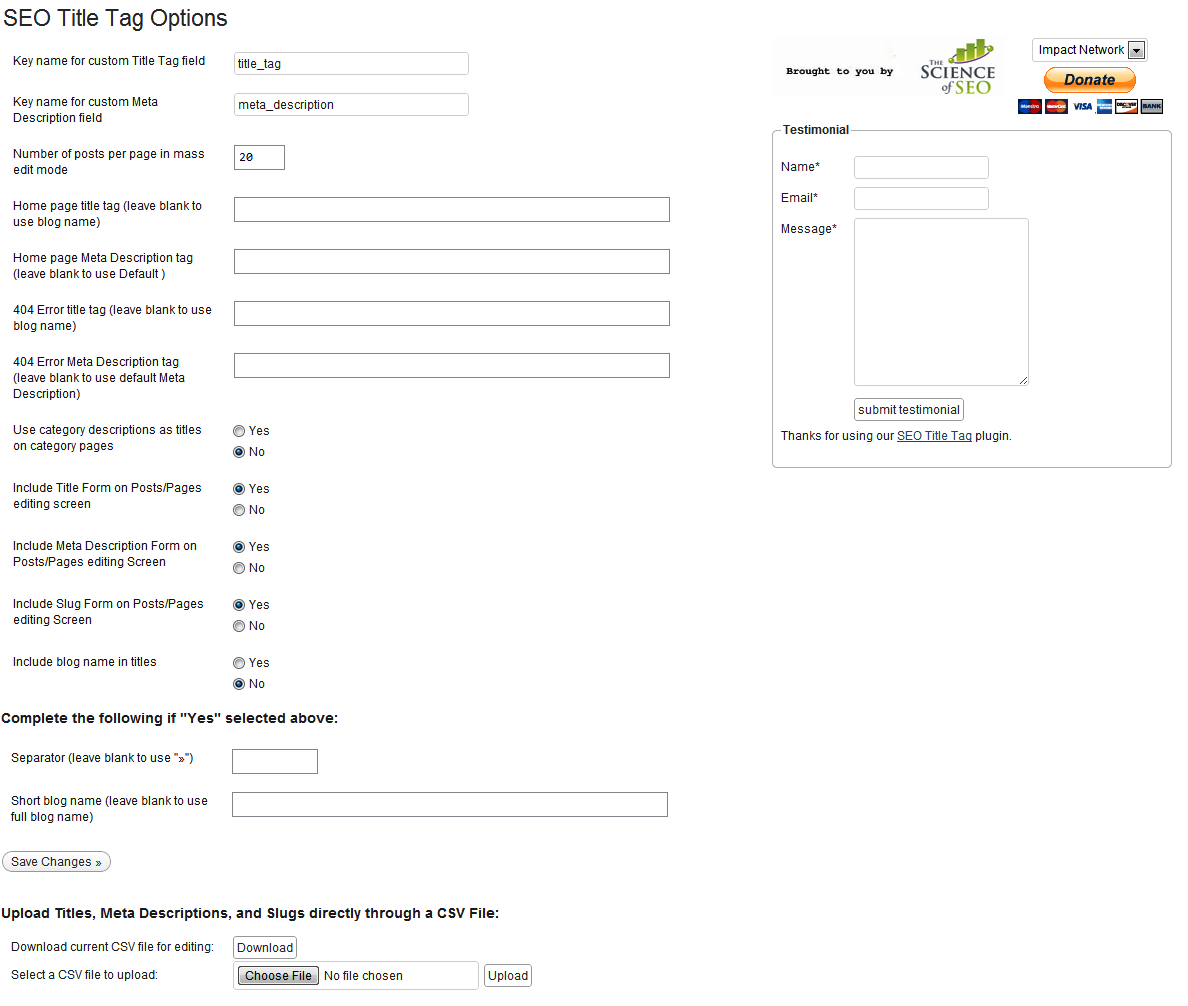 SEO Title Tag Options
Key name for custom Title Tag field
title_tag
Key name for custom Meta
Description field
meta_description
Number of posts per page in mass
edit mode
20
Home page title tag (leave blank to
use blog name)
Home page Meta Description tag
(leave blank to use Default )
404 Error title tag (leave blank to use
blog name)
404 Error Meta Description tag
(leave blank to use default Meta
Description)
Use category descriptions as titles
on category pages
Yes
No
Include Title Form on Posts/Pages
editing screen
Yes
No
Include Meta Description Form on
Posts/Pages editing Screen
Yes
No
Include Slug Form on Posts/Pages
editing Screen
Yes
No
Include blog name in titles
Yes
No
Complete the following if "Yes" selected above:
Separator (leave blank to use "»")
Short blog name (leave blank to use
full blog name)
Save Changes »
Upload Titles, Meta Descriptions, and Slugs directly through a CSV File:
Download current CSV file for editing:
Download
Select a CSV file to upload:
Choose File No file chosen
Upload
Brought to you by
THE
SCIENCE
of SEO
Impact Network
Donate
Maestro
MasterCard
VISA
DISCOVER
BANK
Testimonial
Name*
Email*
Message*
submit testimonial
Thanks for using our SEO Title Tag plugin.